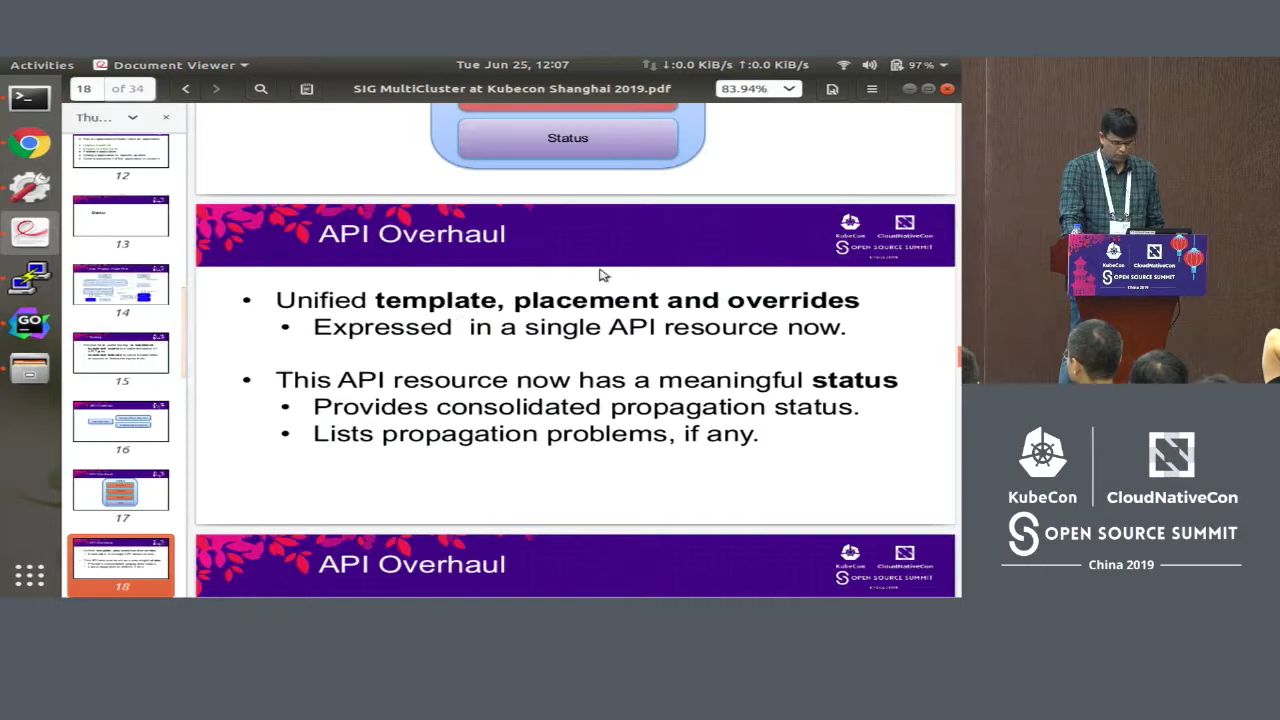 Activities
Document Viewer
Tue Jun 25, 12:07
↓:0.0 KiB/s ↑:0.0 KiB/s
97 %
18 of 34
SIG MultiCluster at Kubecon Shanghai 2019.pdf
83.94%
Thu...
12
13
14
15
16
17
18
Status
API Overhaul
KubeCon
CloudNativeCon
OPEN SOURCE SUMMIT
China 2019
• Unified template, placement and overrides
• Expressed in a single API resource now.
• This API resource now has a meaningful status
• Provides consolidated propagation status.
• Lists propagation problems, if any.
API Overhaul
KubeCon
CloudNativeCon
OPEN SOURCE SUMMIT
GO
KubeCon
CloudNativeCon
OPEN SOURCE SUMMIT
China 2019
KubeCon
CloudNativeCon
OPEN SOURCE SUMMIT
China 2019